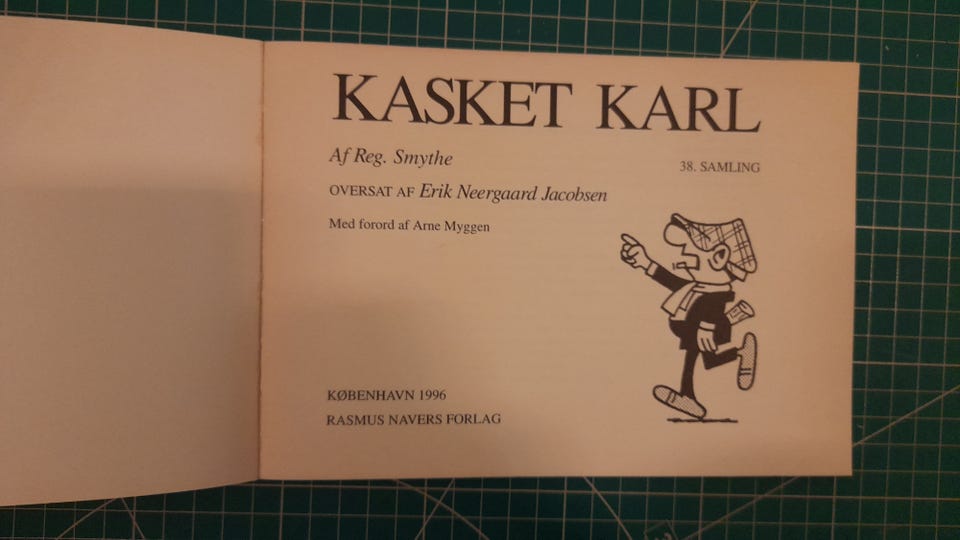 KASKET KARL
Af Reg. Smythe
38. SAMLING
OVERSAT AF Erik Neergaard Jacobsen
Med forord af Arne Myggen
KØBENHAVN 1996
RASMUS NAVERS FORLAG